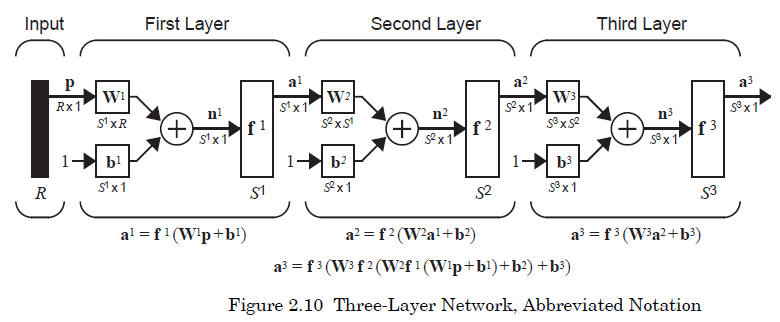 Input First Layer Second Layer Third Layer
p a¹ a² a³
R x 1 W¹ S¹ x 1 W² S² x 1 W³ S³ x 1
n¹ n² n³
S¹ x R + S¹ x 1 f ¹ S² x S¹ + S² x 1 f ² S³ x S² + S³ x 1 f ³
1 b¹ 1 b² 1 b³
R S¹ x 1 S¹ S² x 1 S² S³ x 1 S³
a¹ = f ¹ (W¹p+b¹) a² = f ² (W²a¹+b²) a³ = f ³ (W³a²+b³)
a³ = f ³ (W³ f ² (W²f ¹ (W¹p+b¹)+b²) +b³)
Figure 2.10 Three-Layer Network, Abbreviated Notation